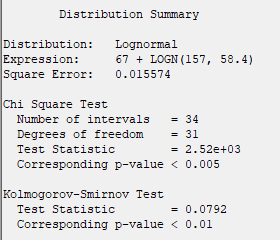 Distribution Summary
Distribution: Lognormal
Expression: 67 + LOGN(157, 58.4)
Square Error: 0.015574
Chi Square Test
Number of intervals = 34
Degrees of freedom = 31
Test Statistic = 2.52e+03
Corresponding p-value < 0.005
Kolmogorov-Smirnov Test
Test Statistic = 0.0792
Corresponding p-value < 0.01